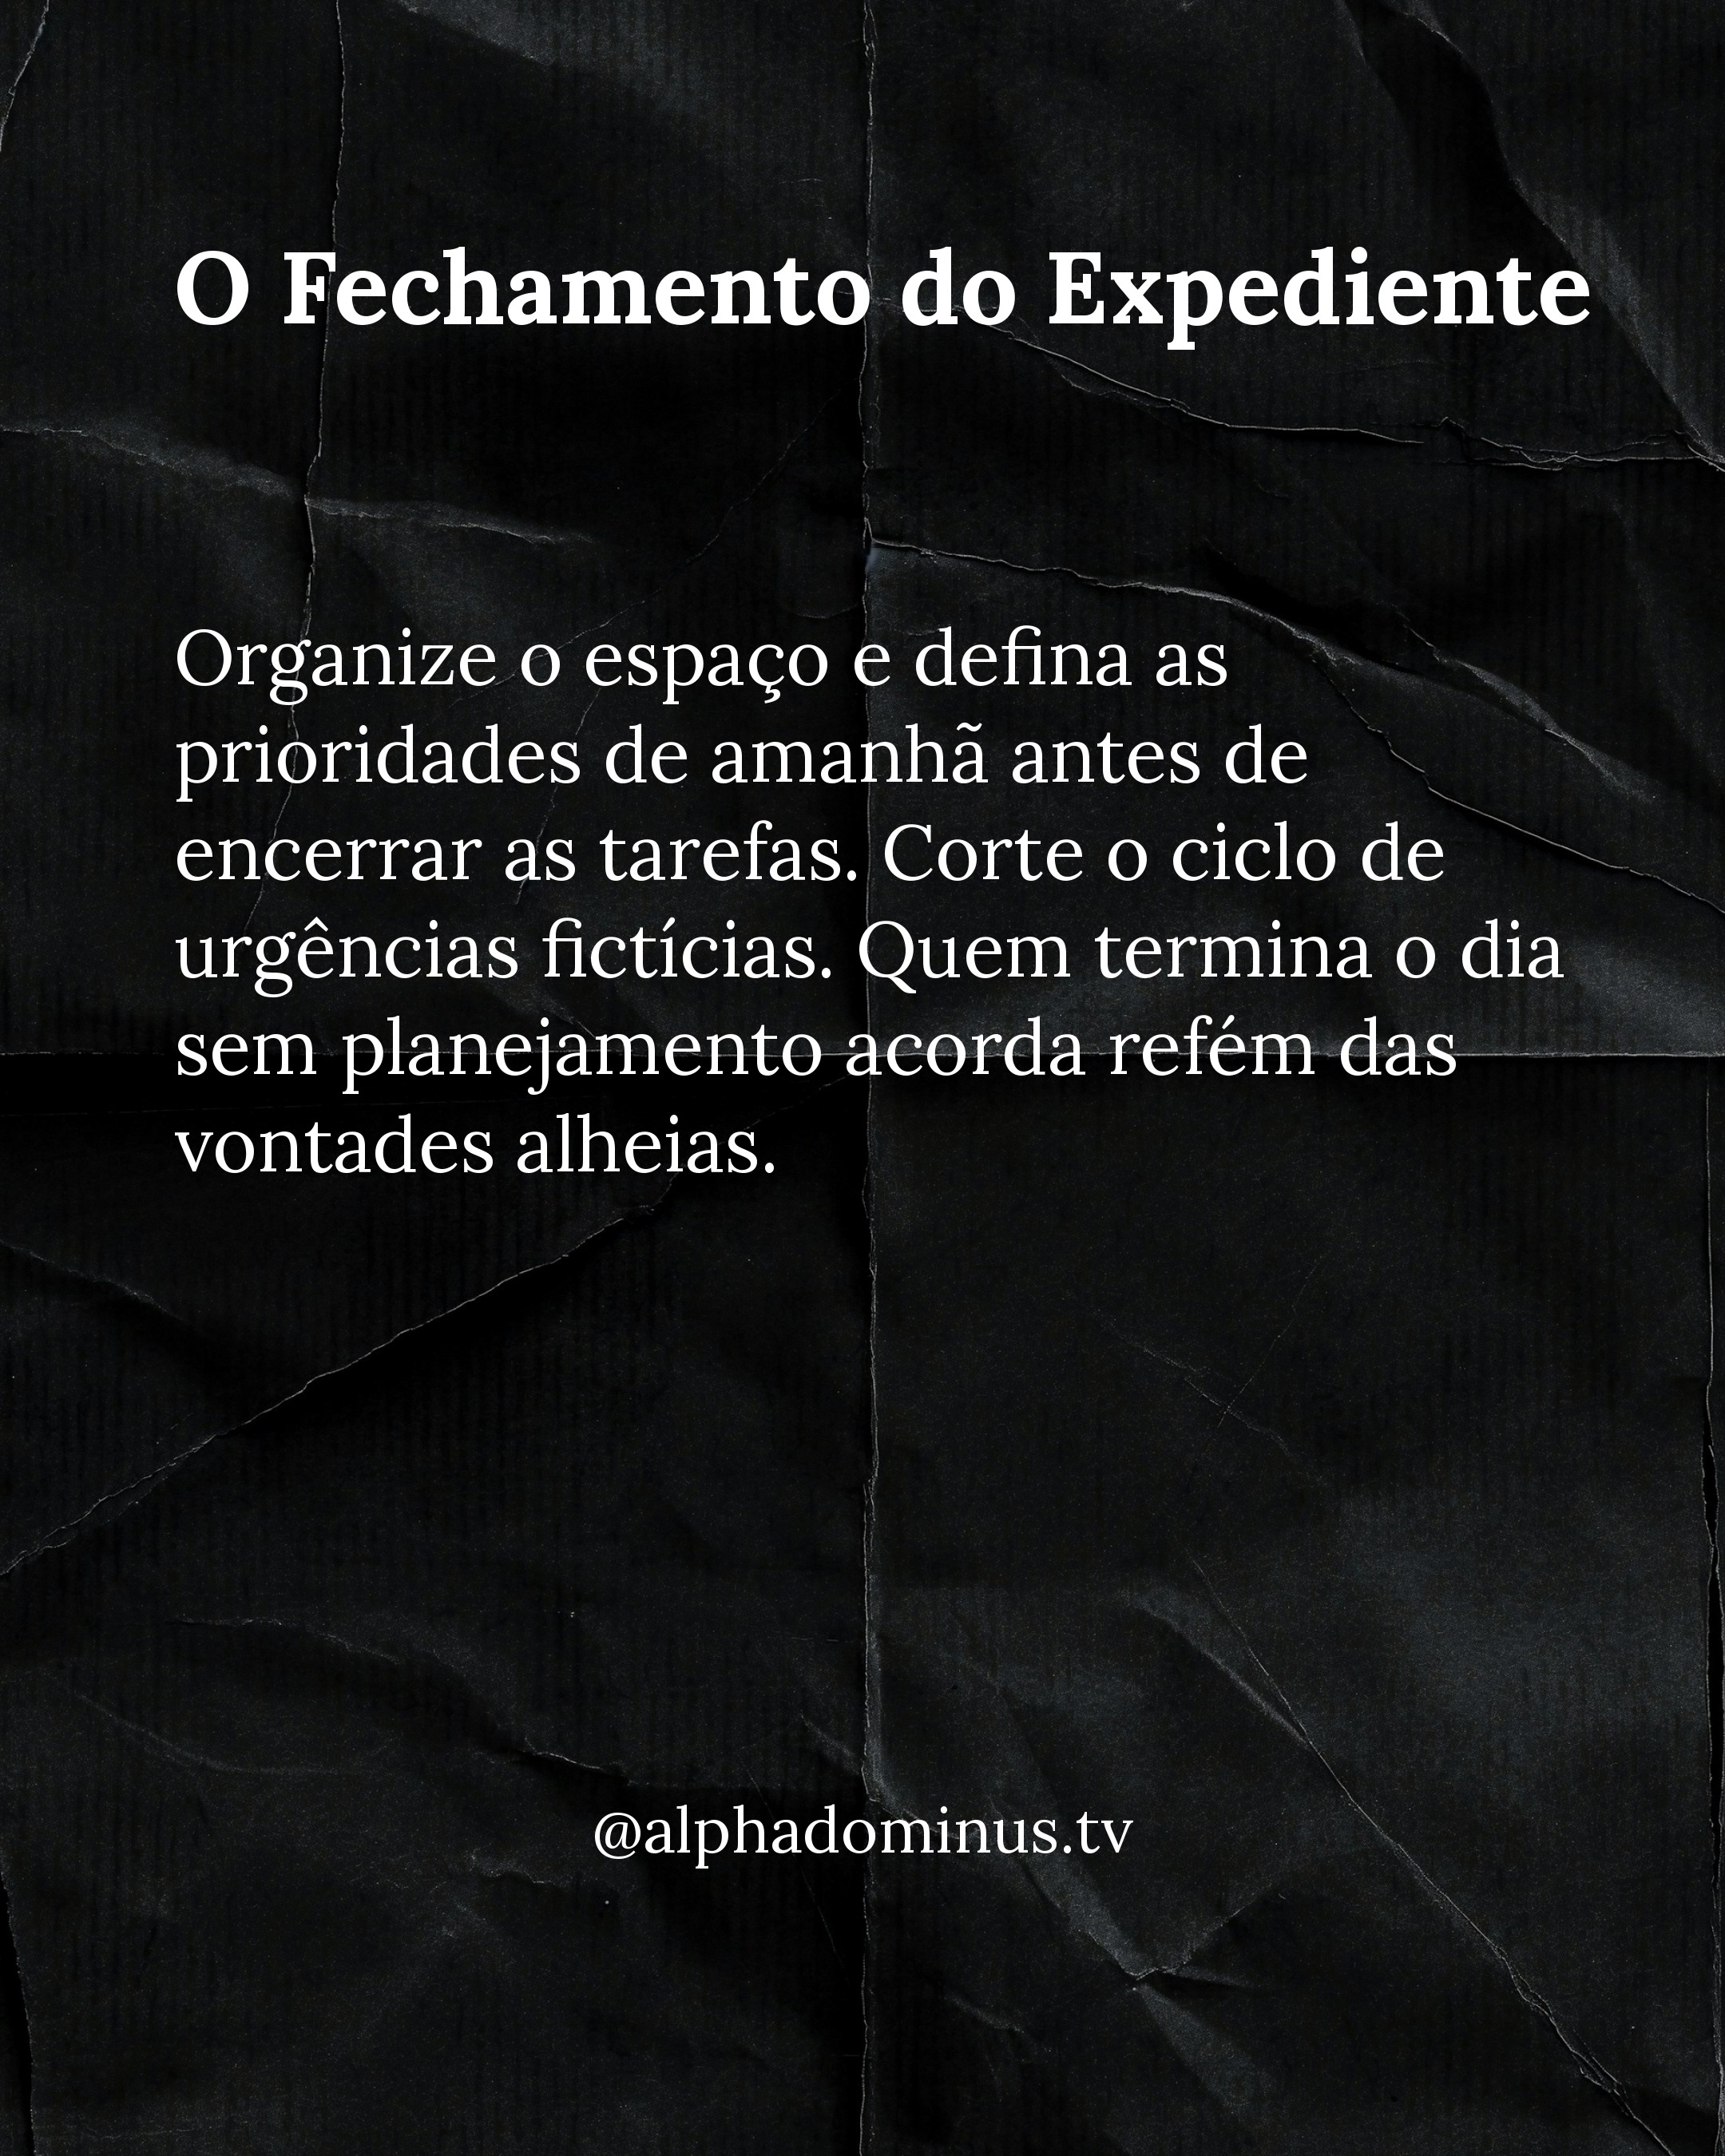 O Fechamento do Expediente
Organize o espaço e defina as
prioridades de amanhã antes de
encerrar as tarefas. Corte o ciclo de
urgências fictícias. Quem termina o dia
sem planejamento acorda refém das
vontades alheias.
@alphadominus.tv